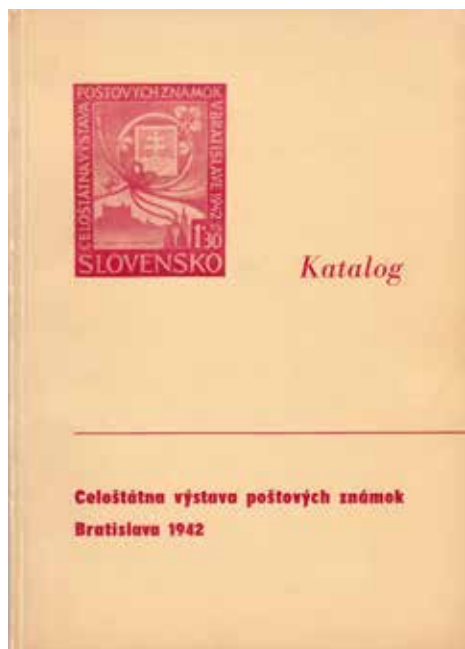 CELOŠTÁTNA VÝSTAVA
POŠTOVÝCH ZNÁMOK
V BRATISLAVE 1942
1·30
SLOVENSKO
Katalog
Celoštátna výstava poštových známok
Bratislava 1942